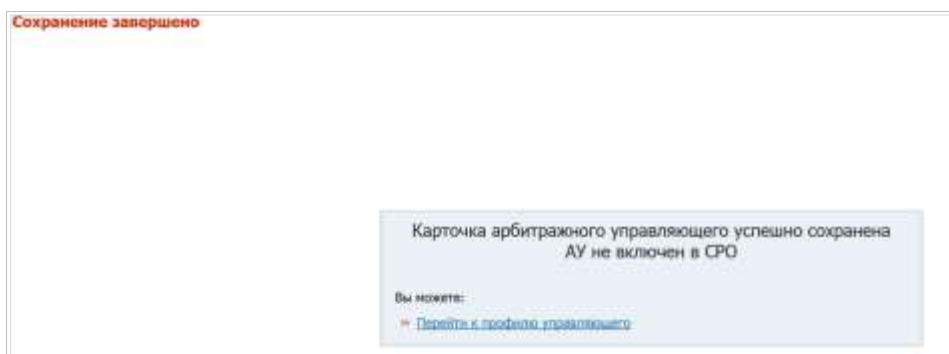 Сохранение завершено
Карточка арбитражного управляющего успешно сохранена
АУ не включен в СРО
Вы можете:
Перейти к профилю управляющего